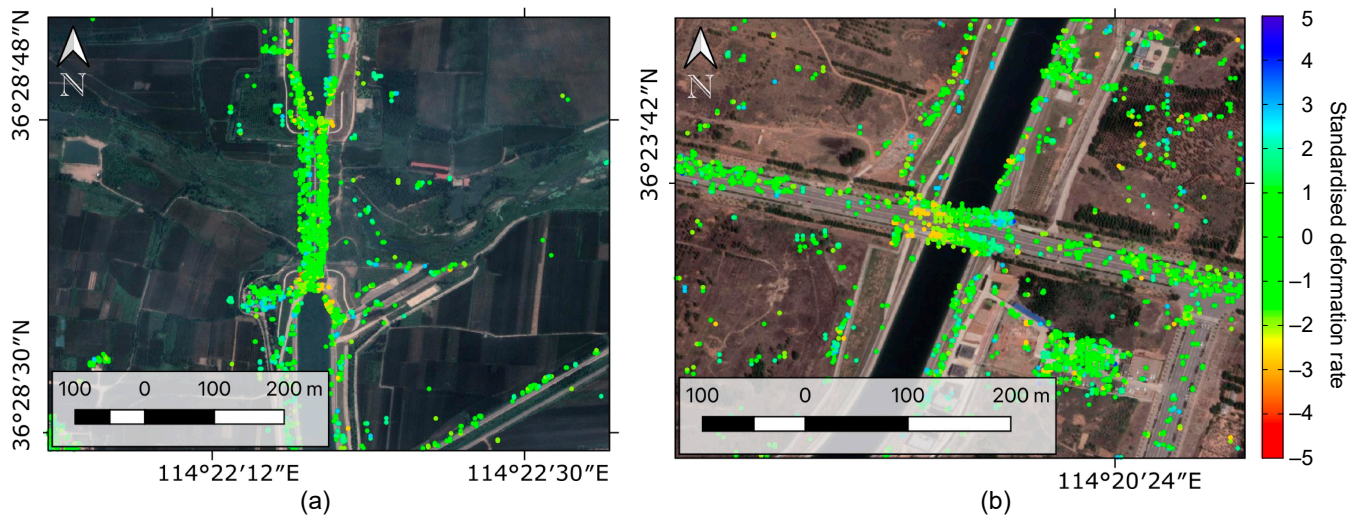 N
36°28′48″N
36°28′30″N
100 0 100 200 m
114°22′12″E 114°22′30″E
(a)
N
36°23′42″N
100 0 100 200 m
114°20′24″E
(b)
5
4
3
2
1
0
–1
–2
–3
–4
–5
Standardised deformation rate